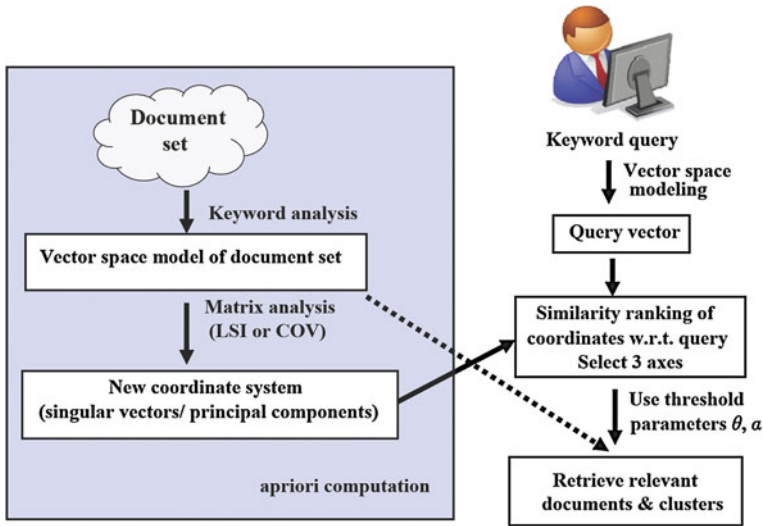 Document
set
Keyword analysis
Vector space model of document set
Matrix analysis
(LSI or COV)
New coordinate system
(singular vectors/ principal components)
apriori computation
Keyword query
Vector space
modeling
Query vector
Similarity ranking of
coordinates w.r.t. query
Select 3 axes
Use threshold
parameters θ, a
Retrieve relevant
documents & clusters